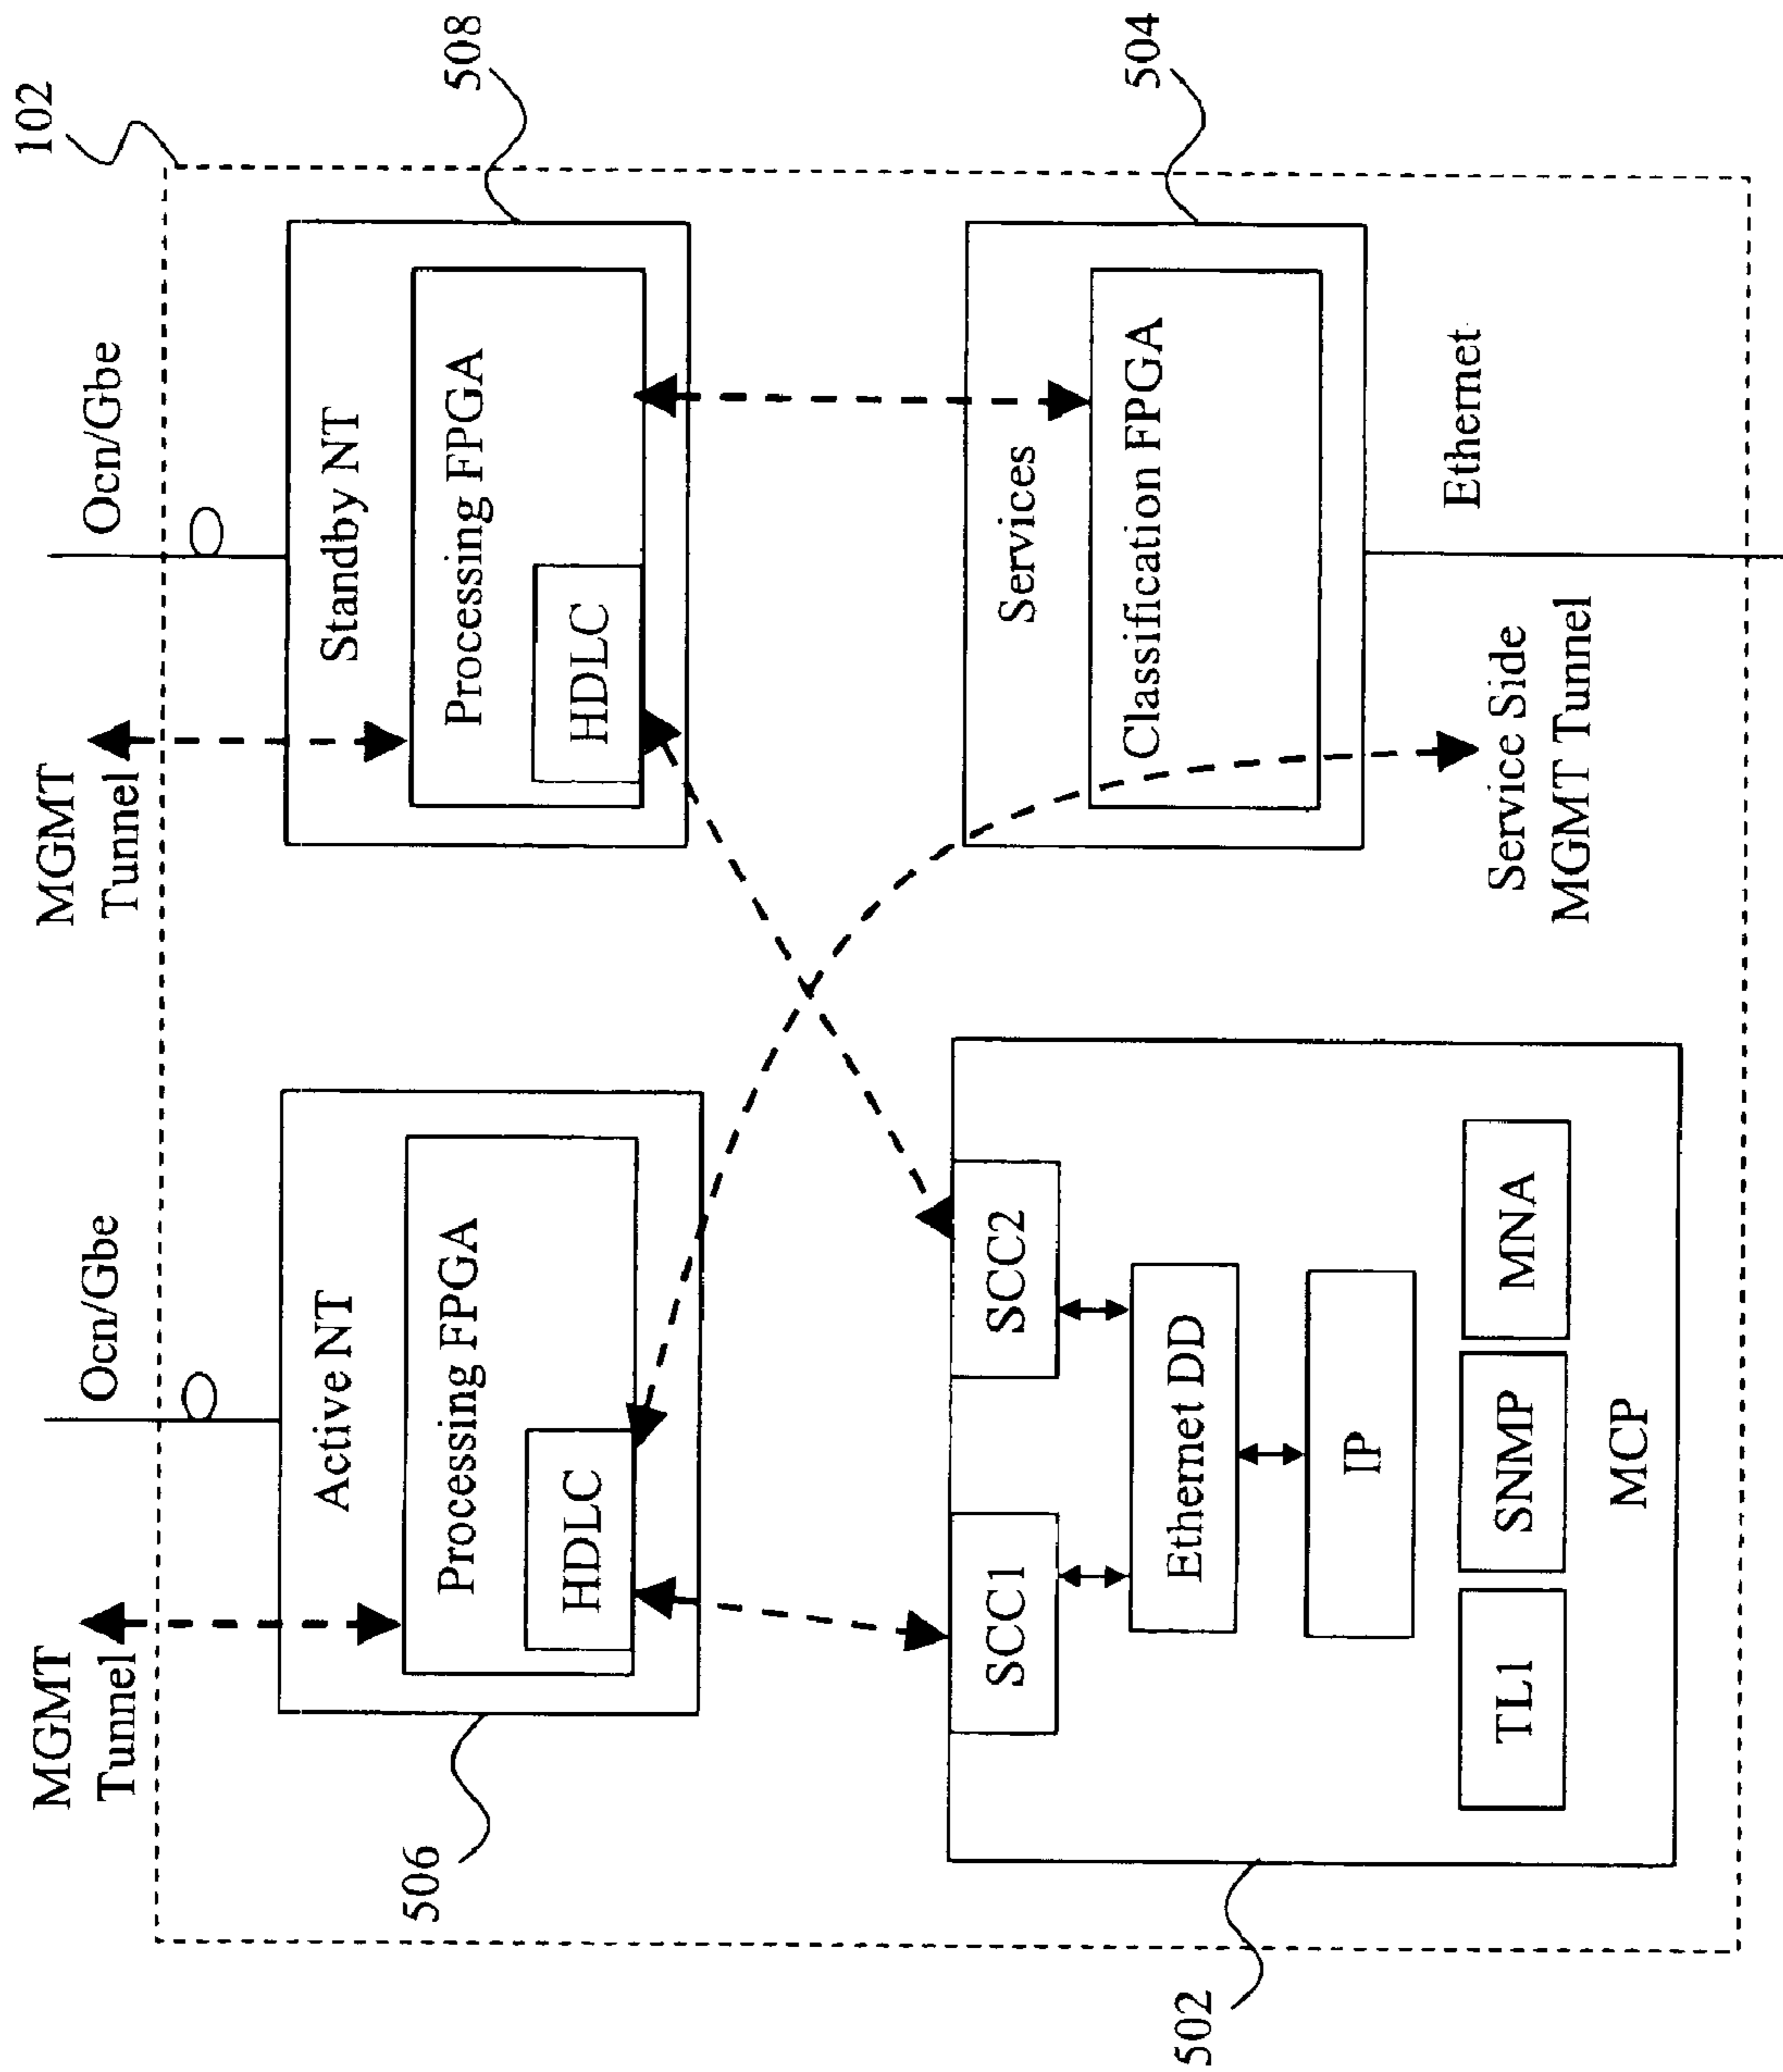 102
MGMT
Tunnel
Ocn/Gbe
MGMT
Tunnel
Ocn/Gbe
506
Active NT
Processing FPGA
HDLC
508
Standby NT
Processing FPGA
HDLC
502
SCC1
SCC2
Ethernet DD
IP
TL1
SNMP
MNA
MCP
504
Services
Classification FPGA
Ethernet
Service Side
MGMT Tunnel